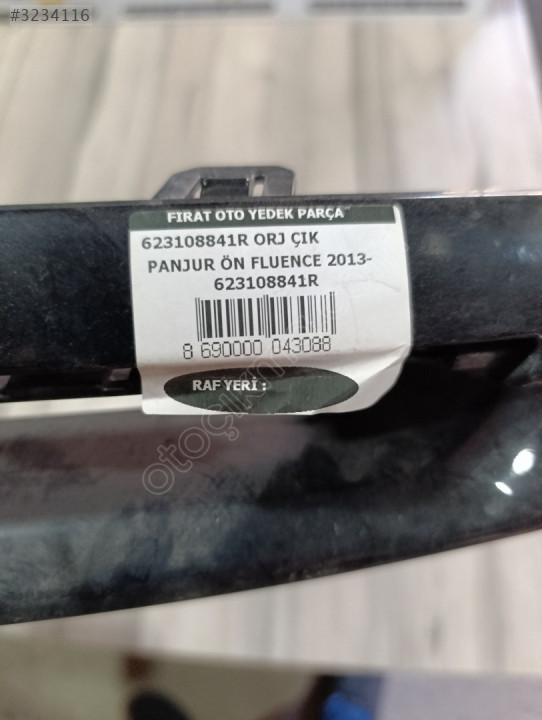 #3234116
FIRAT OTO YEDEK PARÇA
623108841R ORJ ÇIK
PANJUR ÖN FLUENCE 2013-
623108841R
8 690000 043088
RAF YERİ :
otoçıkma